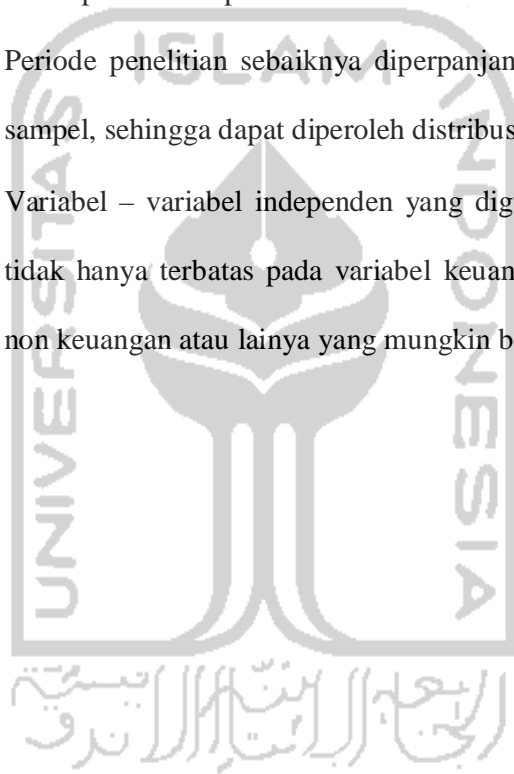 Periode penelitian sebaiknya diperpanjan
sampel, sehingga dapat diperoleh distribus
Variabel – variabel independen yang dig
tidak hanya terbatas pada variabel keuan
non keuangan atau lainya yang mungkin b
ISLAM
UNIVERSITAS
INDONESIA